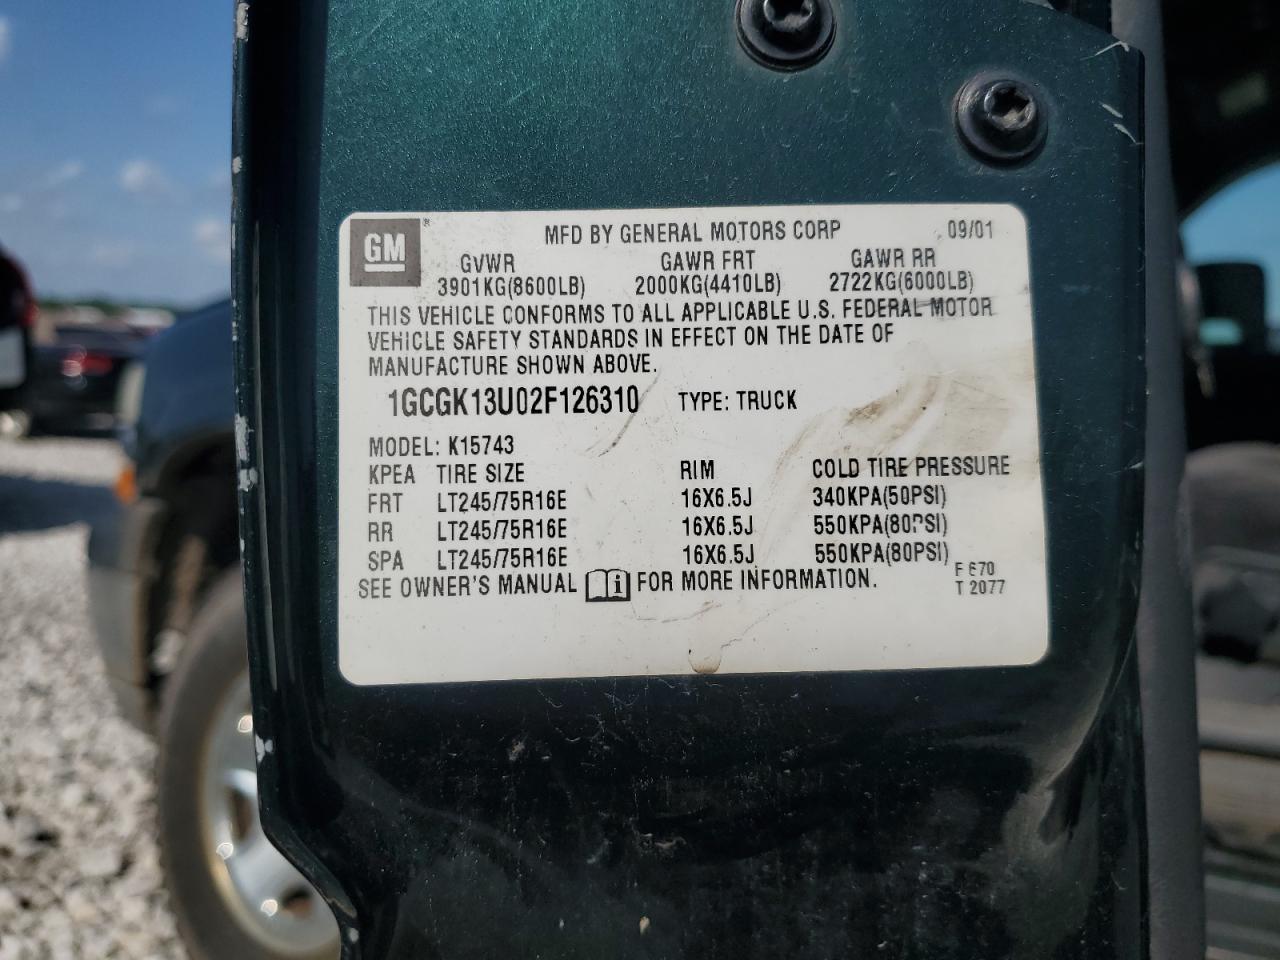 GM® MFD BY GENERAL MOTORS CORP 09/01
GVWR GAWR FRT GAWR RR
3901KG(8600LB) 2000KG(4410LB) 2722KG(6000LB)
THIS VEHICLE CONFORMS TO ALL APPLICABLE U.S. FEDERAL MOTOR
VEHICLE SAFETY STANDARDS IN EFFECT ON THE DATE OF
MANUFACTURE SHOWN ABOVE.
1GCGK13U02F126310 TYPE: TRUCK
MODEL: K15743
KPEA TIRE SIZE RIM COLD TIRE PRESSURE
FRT LT245/75R16E 16X6.5J 340KPA(50PSI)
RR LT245/75R16E 16X6.5J 550KPA(80PSI)
SPA LT245/75R16E 16X6.5J 550KPA(80PSI)
SEE OWNER'S MANUAL i FOR MORE INFORMATION.
F 670
T 2077